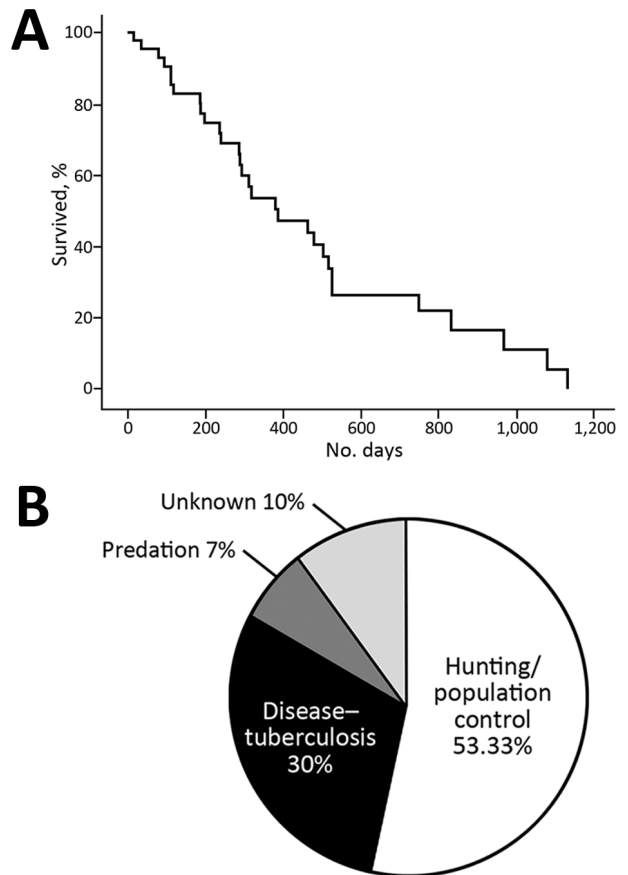 A
100
80
60
40
20
0
Survived, %
0 200 400 600 800 1,000 1,200
No. days
B
Unknown 10%
Predation 7%
Hunting/
population
control
53.33%
Disease–
tuberculosis
30%